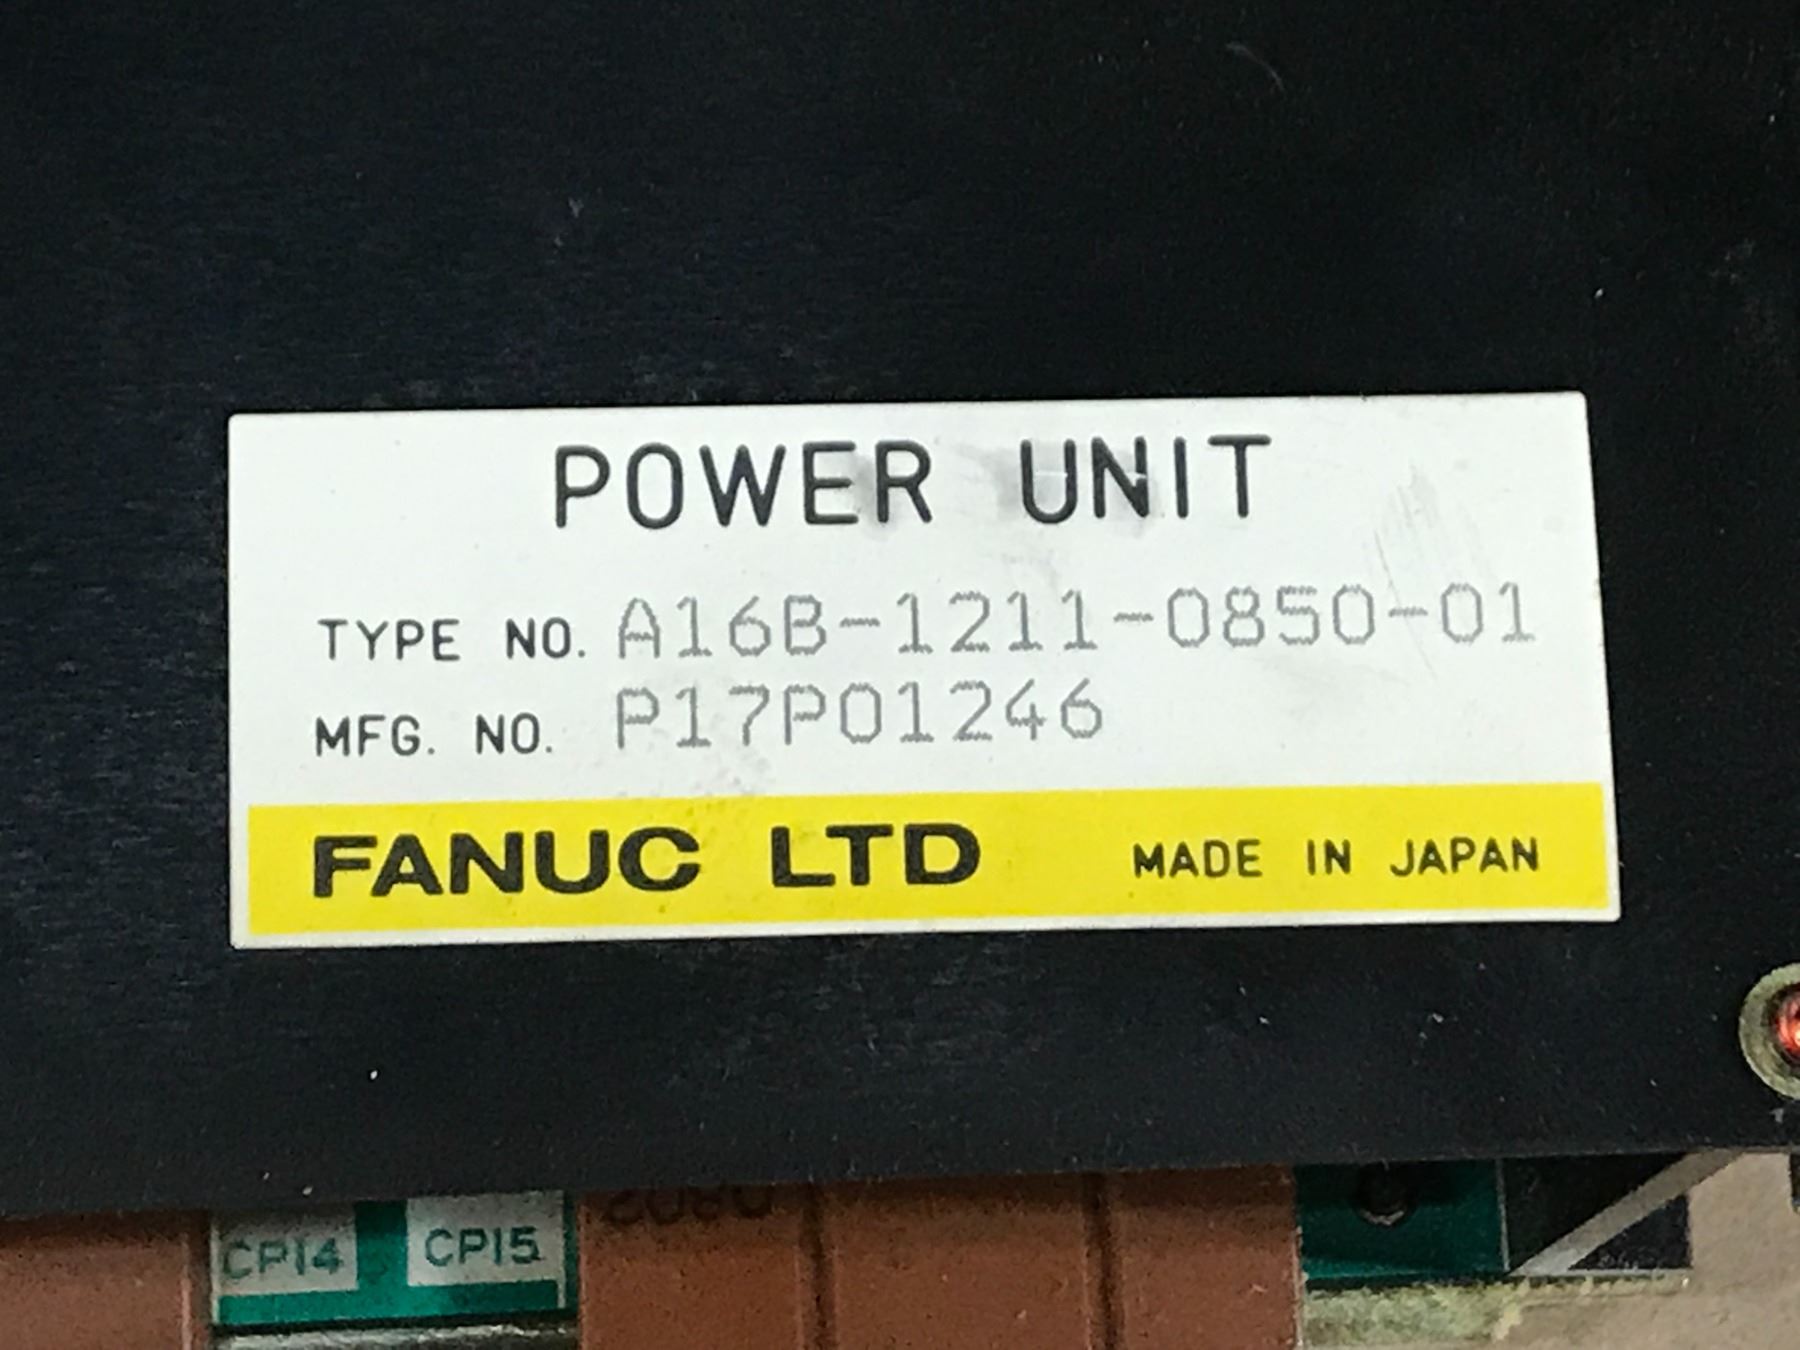 POWER UNIT
TYPE NO. A16B-1211-0850-01
MFG. NO. P17P01246
FANUC LTD MADE IN JAPAN
CP14 CP15